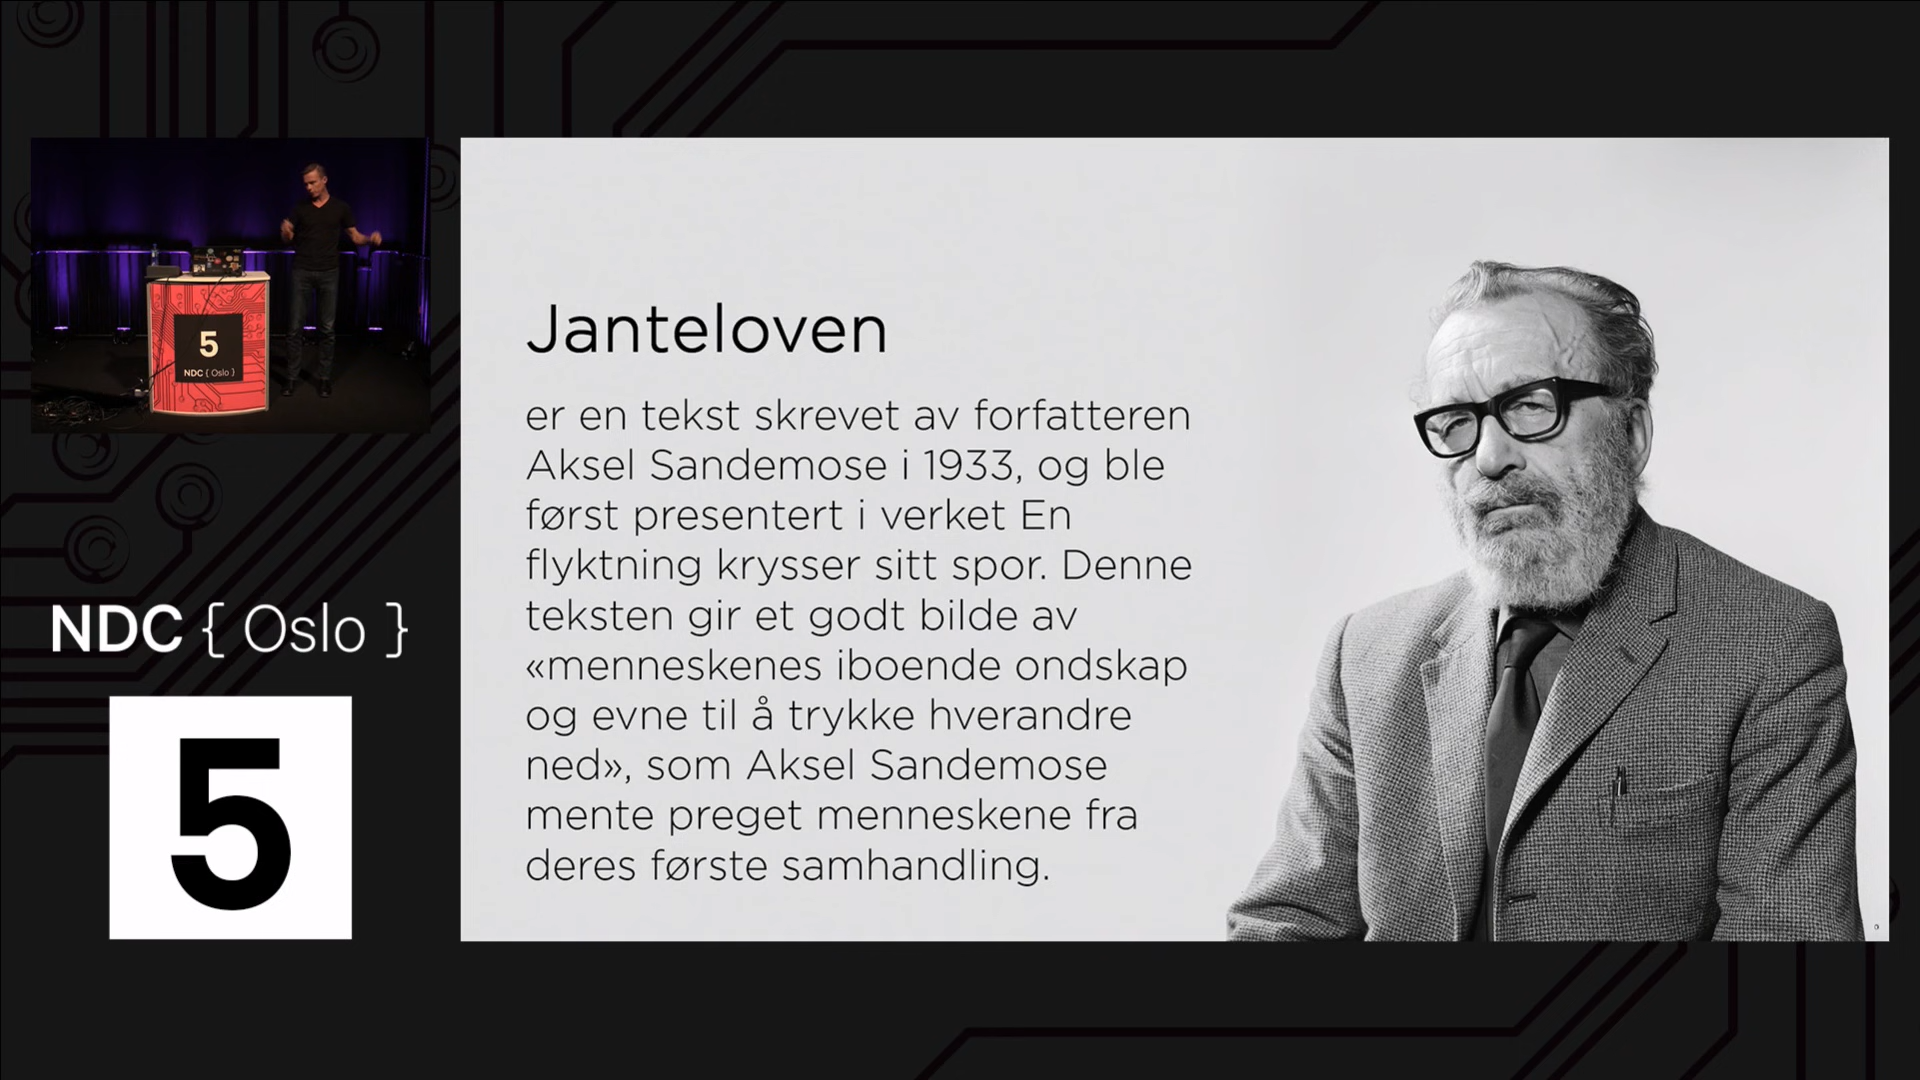 5
NDC { Oslo }
NDC { Oslo }
5
Janteloven
er en tekst skrevet av forfatteren
Aksel Sandemose i 1933, og ble
først presentert i verket En
flyktning krysser sitt spor. Denne
teksten gir et godt bilde av
«menneskenes iboende ondskap
og evne til å trykke hverandre
ned», som Aksel Sandemose
mente preget menneskene fra
deres første samhandling.